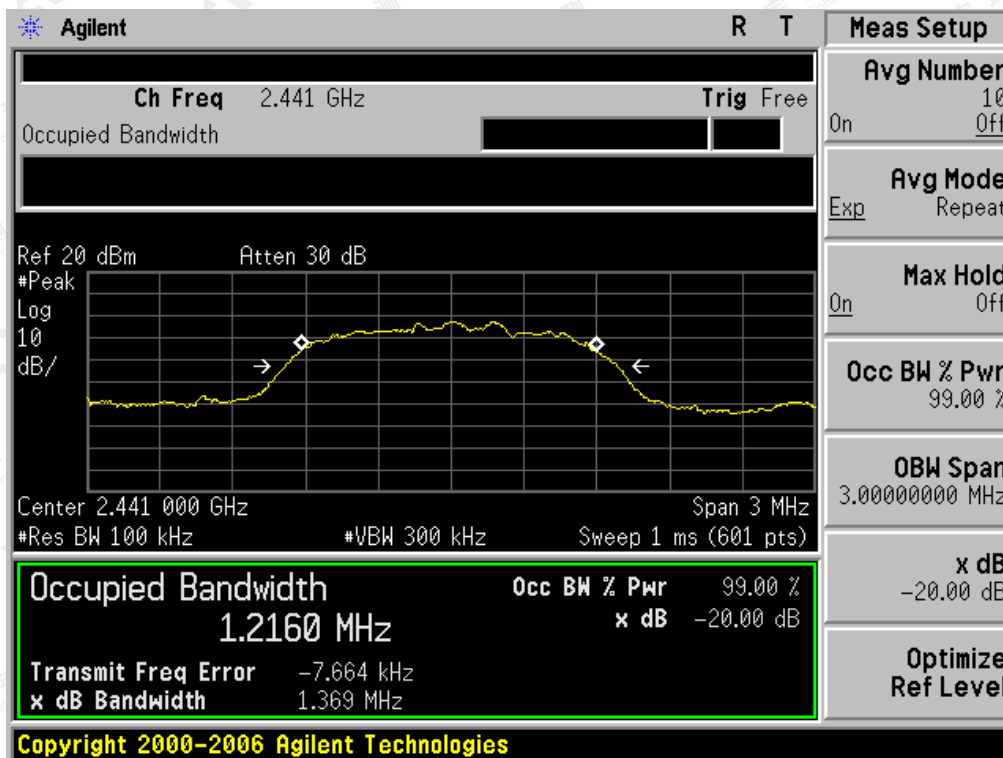 Agilent R T
Ch Freq 2.441 GHz Trig Free
Occupied Bandwidth
Ref 20 dBm Atten 30 dB
#Peak
Log
10
dB/
Center 2.441 000 GHz Span 3 MHz
#Res BW 100 kHz #VBW 300 kHz Sweep 1 ms (601 pts)
Occupied Bandwidth Occ BW % Pwr 99.00 %
1.2160 MHz x dB -20.00 dB
Transmit Freq Error -7.664 kHz
x dB Bandwidth 1.369 MHz
Copyright 2000-2006 Agilent Technologies
Meas Setup
Avg Number
10
On Off
Avg Mode
Exp Repeat
Max Hold
On Off
Occ BW % Pwr
99.00 %
OBW Span
3.00000000 MHz
x dB
-20.00 dB
Optimize
Ref Level